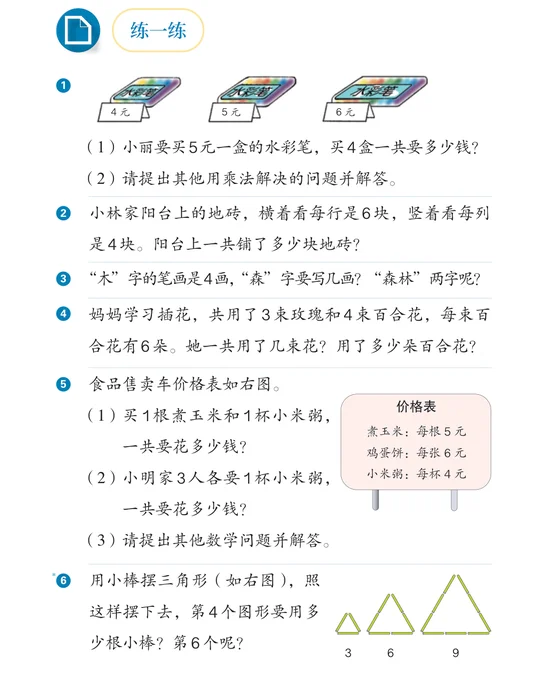 练一练
1
水彩笔 水彩笔 水彩笔
4元 5元 6元
（1）小丽要买5元一盒的水彩笔，买4盒一共要多少钱？
（2）请提出其他用乘法解决的问题并解答。
2 小林家阳台上的地砖，横着看每行是6块，竖着看每列
是4块。阳台上一共铺了多少块地砖？
3 “木”字的笔画是4画，“森”字要写几画？“森林”两字呢？
4 妈妈学习插花，共用了3束玫瑰和4束百合花，每束百
合花有6朵。她一共用了几束花？用了多少朵百合花？
5 食品售卖车价格表如右图。
（1）买1根煮玉米和1杯小米粥，
一共要花多少钱？
（2）小明家3人各要1杯小米粥，
一共要花多少钱？
（3）请提出其他数学问题并解答。
价格表
煮玉米：每根5元
鸡蛋饼：每张6元
小米粥：每杯4元
*6 用小棒摆三角形（如右图），照
这样摆下去，第4个图形要用多
少根小棒？第6个呢？
3 6 9